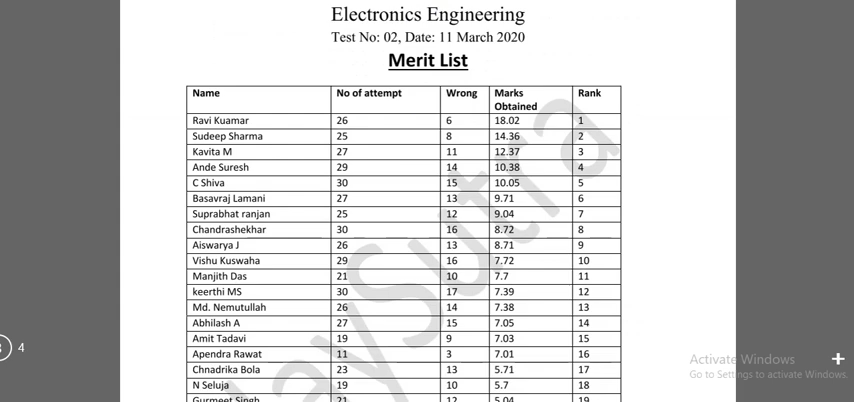 Electronics Engineering
Test No: 02, Date: 11 March 2020
Merit List
Name No of attempt Wrong Marks Obtained Rank
Ravi Kuamar 26 6 18.02 1
Sudeep Sharma 25 8 14.36 2
Kavita M 27 11 12.37 3
Ande Suresh 29 14 10.38 4
C Shiva 30 15 10.05 5
Basavraj Lamani 27 13 9.71 6
Suprabhat ranjan 25 12 9.04 7
Chandrashekhar 30 16 8.72 8
Aiswarya J 26 13 8.71 9
Vishu Kuswaha 29 16 7.72 10
Manjith Das 21 10 7.7 11
keerthi MS 30 17 7.39 12
Md. Nemutullah 26 14 7.38 13
Abhilash A 27 15 7.05 14
Amit Tadavi 19 9 7.03 15
4
Apendra Rawat 11 3 7.01 16
Chnadrika Bola 23 13 5.71 17
N Seluja 19 10 5.7 18
Gurmeet Singh 21 12 5.04 19
Activate Windows
Go to Settings to activate Windows.